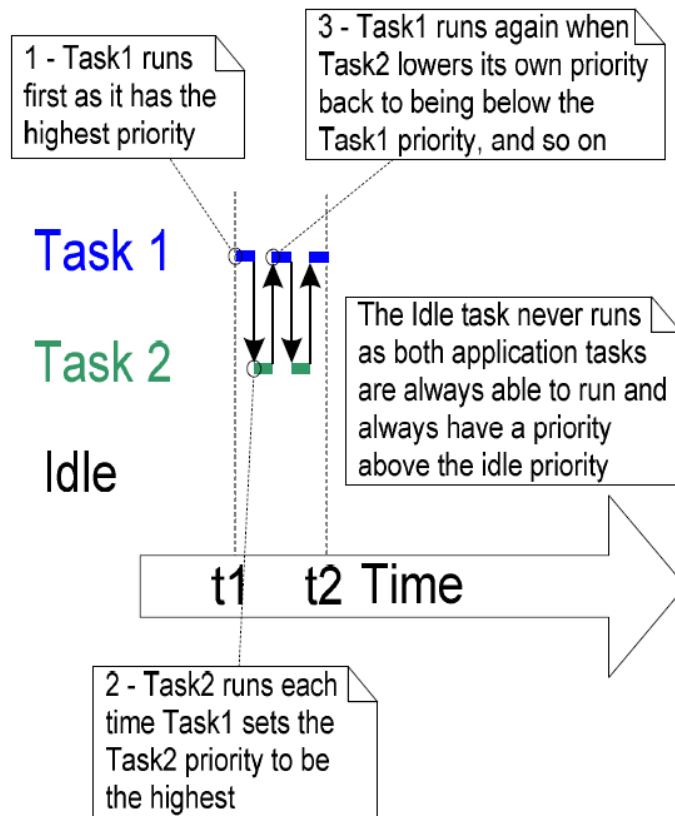 1 - Task1 runs
first as it has the
highest priority
3 - Task1 runs again when
Task2 lowers its own priority
back to being below the
Task1 priority, and so on
Task 1
Task 2
Idle
The Idle task never runs
as both application tasks
are always able to run and
always have a priority
above the idle priority
t1 t2 Time
2 - Task2 runs each
time Task1 sets the
Task2 priority to be
the highest